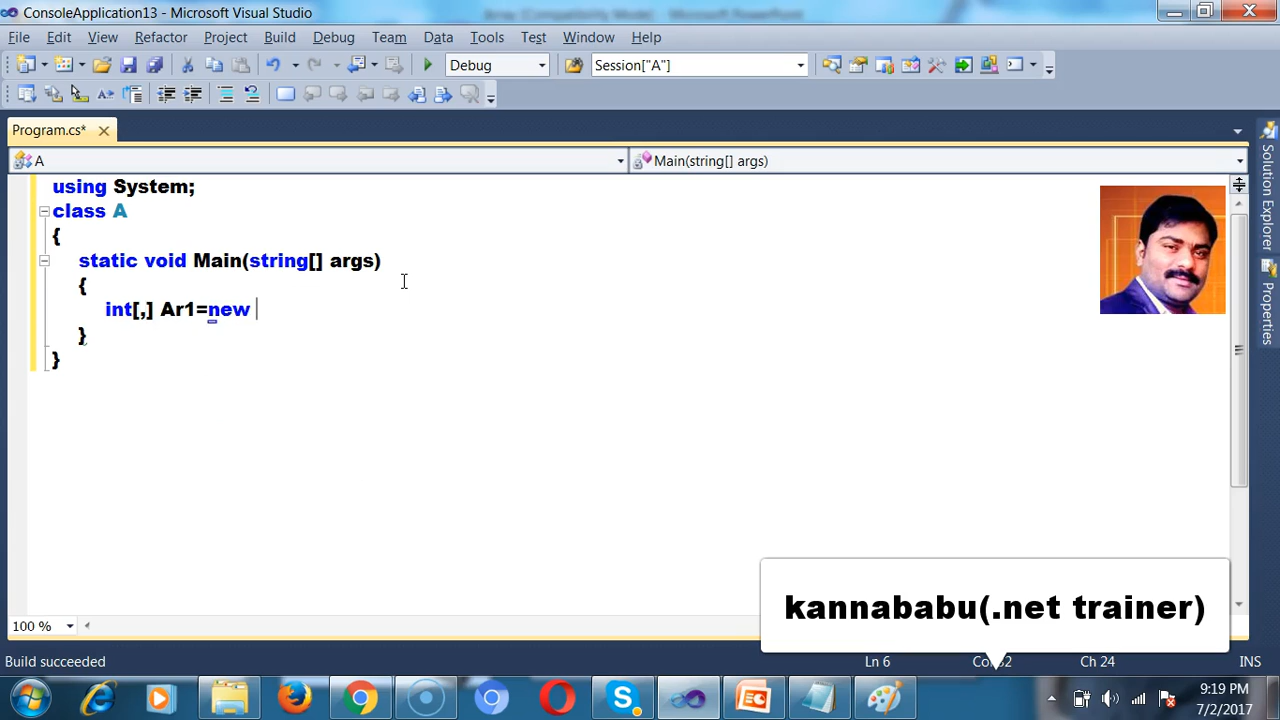 ConsoleApplication13 - Microsoft Visual Studio
File Edit View Refactor Project Build Debug Team Data Tools Test Window Help
Debug Session["A"]
Program.cs*
A Main(string[] args)
using System;
class A
{
static void Main(string[] args)
{
int[,] Ar1=new
}
}
Solution Explorer
Properties
kannababu(.net trainer)
100 %
Build succeeded Ln 6 Ch 24 INS
9:19 PM
7/2/2017